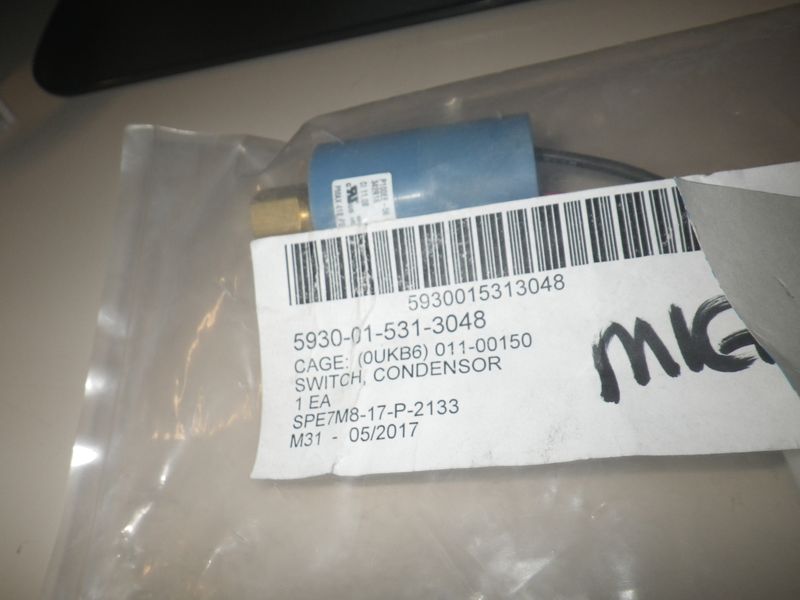 5930015313048
5930-01-531-3048
CAGE: (0UKB6) 011-00150
SWITCH, CONDENSOR
1 EA
SPE7M8-17-P-2133
M31 - 05/2017
MIG